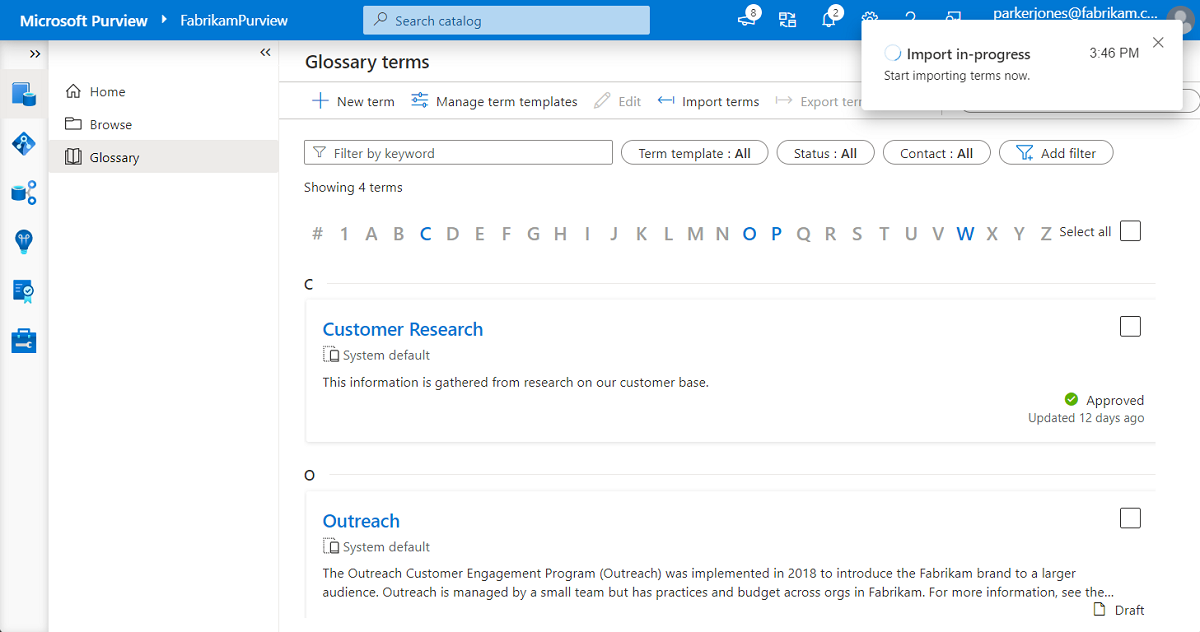 Microsoft Purview FabrikamPurview
Search catalog
8
2
parkerjones@fabrikam.c...
Import in-progress 3:46 PM
Start importing terms now.
Home
Browse
Glossary
Glossary terms
New term Manage term templates Edit Import terms Export
Filter by keyword Term template : All Status : All Contact : All Add filter
Showing 4 terms
# 1 A B C D E F G H I J K L M N O P Q R S T U V W X Y Z Select all
C
Customer Research
System default
This information is gathered from research on our customer base.
Approved
Updated 12 days ago
O
Outreach
System default
The Outreach Customer Engagement Program (Outreach) was implemented in 2018 to introduce the Fabrikam brand to a larger
audience. Outreach is managed by a small team but has practices and budget across orgs in Fabrikam. For more information, see the...
Draft